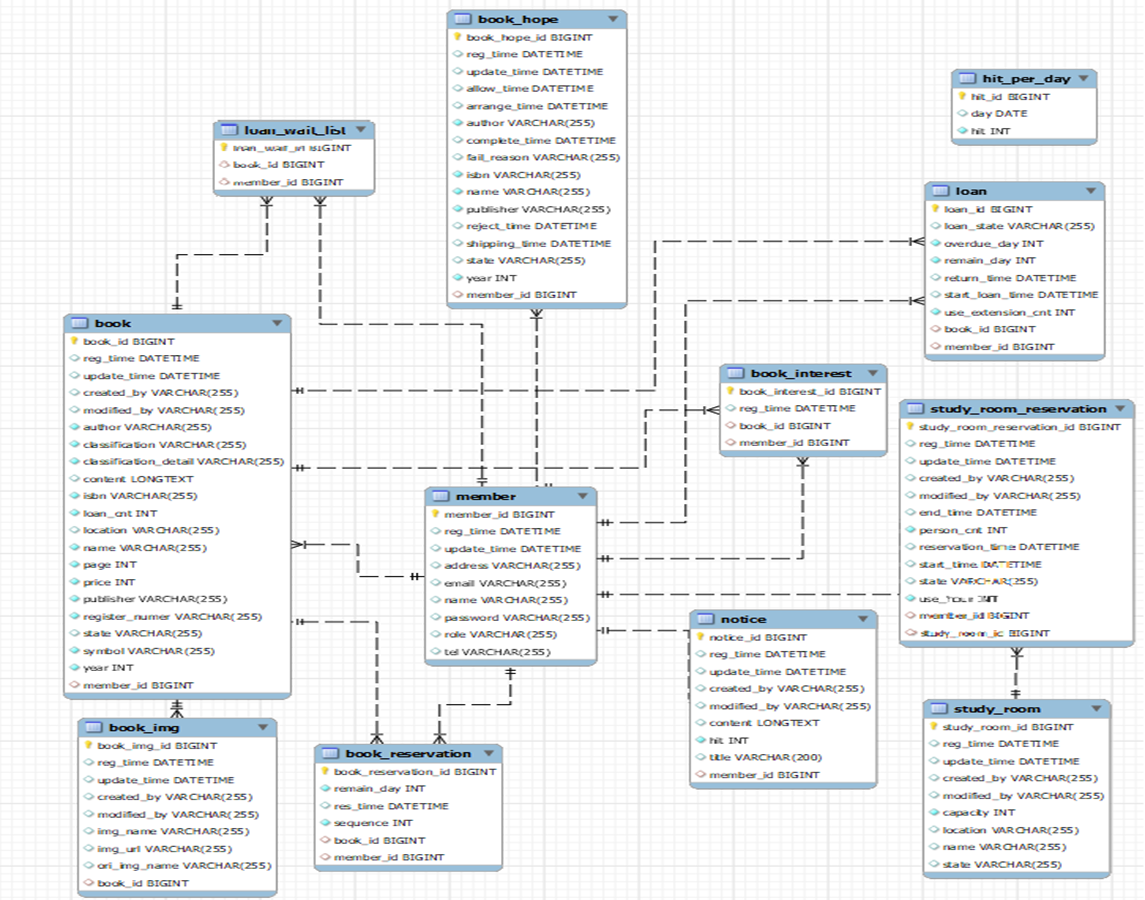 book_hope
book_hope_id BIGINT
reg_time DATETIME
update_time DATETIME
allow_time DATETIME
arrange_time DATETIME
author VARCHAR(255)
complete_time DATETIME
fail_reason VARCHAR(255)
isbn VARCHAR(255)
name VARCHAR(255)
publisher VARCHAR(255)
reject_time DATETIME
shipping_time DATETIME
state VARCHAR(255)
year INT
member_id BIGINT
hit_per_day
hit_id BIGINT
day DATE
hit INT
loan_wait_list
BIGINT
book_id BIGINT
member_id BIGINT
loan
loan_id BIGINT
loan_state VARCHAR(255)
overdue_day INT
remain_day INT
return_time DATETIME
start_loan_time DATETIME
use_extension_cnt INT
book_id BIGINT
member_id BIGINT
book
book_id BIGINT
reg_time DATETIME
update_time DATETIME
created_by VARCHAR(255)
modified_by VARCHAR(255)
author VARCHAR(255)
classification VARCHAR(255)
classification_detail VARCHAR(255)
content LONGTEXT
isbn VARCHAR(255)
loan_cnt INT
location VARCHAR(255)
name VARCHAR(255)
page INT
price INT
publisher VARCHAR(255)
register_numer VARCHAR(255)
state VARCHAR(255)
symbol VARCHAR(255)
year INT
member_id BIGINT
book_interest
book_interest_id BIGINT
reg_time DATETIME
book_id BIGINT
member_id BIGINT
study_room_reservation
study_room_reservation_id BIGINT
reg_time DATETIME
update_time DATETIME
created_by VARCHAR(255)
modified_by VARCHAR(255)
end_time DATETIME
person_cnt INT
reservation_time DATETIME
start_time DATETIME
state VARCHAR(255)
use_hour INT
member_id BIGINT
study_room_id BIGINT
member
member_id BIGINT
reg_time DATETIME
update_time DATETIME
address VARCHAR(255)
email VARCHAR(255)
name VARCHAR(255)
password VARCHAR(255)
role VARCHAR(255)
tel VARCHAR(255)
notice
notice_id BIGINT
reg_time DATETIME
update_time DATETIME
created_by VARCHAR(255)
modified_by VARCHAR(255)
content LONGTEXT
hit INT
title VARCHAR(200)
member_id BIGINT
study_room
study_room_id BIGINT
reg_time DATETIME
update_time DATETIME
created_by VARCHAR(255)
modified_by VARCHAR(255)
capacity INT
location VARCHAR(255)
name VARCHAR(255)
state VARCHAR(255)
book_img
book_img_id BIGINT
reg_time DATETIME
update_time DATETIME
created_by VARCHAR(255)
modified_by VARCHAR(255)
img_name VARCHAR(255)
img_url VARCHAR(255)
ori_img_name VARCHAR(255)
book_id BIGINT
book_reservation
book_reservation_id BIGINT
remain_day INT
res_time DATETIME
sequence INT
book_id BIGINT
member_id BIGINT